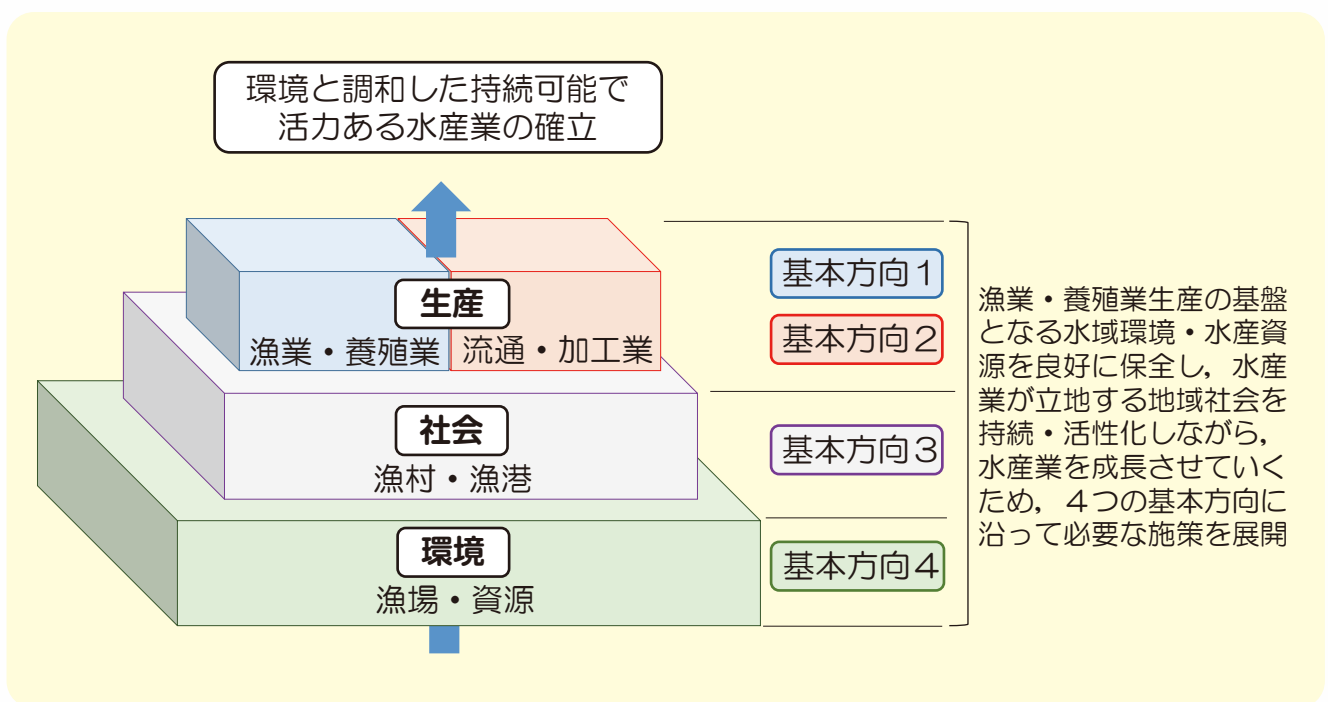 環境と調和した持続可能で
活力ある水産業の確立
生産
漁業・養殖業
流通・加工業
社会
漁村・漁港
環境
漁場・資源
基本方向１
基本方向２
基本方向３
基本方向４
漁業・養殖業生産の基盤
となる水域環境・水産資
源を良好に保全し，水産
業が立地する地域社会を
持続・活性化しながら，
水産業を成長させていく
ため，４つの基本方向に
沿って必要な施策を展開